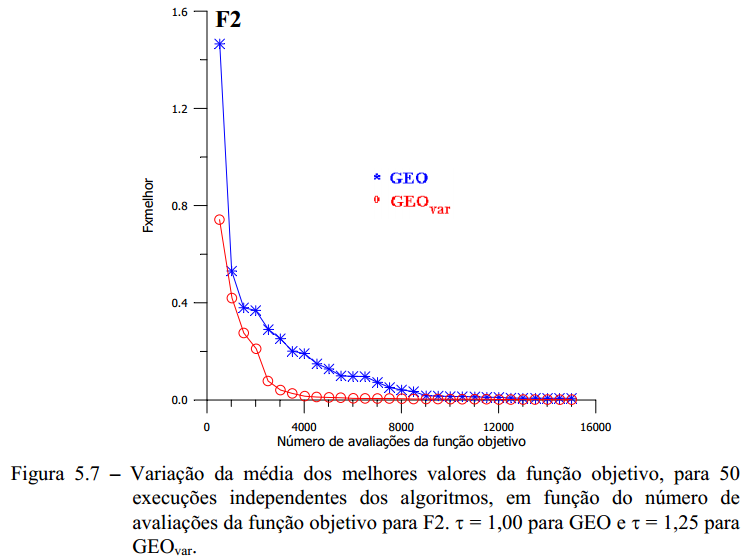 F2
1.6
1.2
0.8
0.4
0.0
Fxmelhor
GEO
GEOvar
0 4000 8000 12000 16000
Número de avaliações da função objetivo
Figura 5.7 – Variação da média dos melhores valores da função objetivo, para 50
execuções independentes dos algoritmos, em função do número de
avaliações da função objetivo para F2. τ = 1,00 para GEO e τ = 1,25 para
GEOvar.